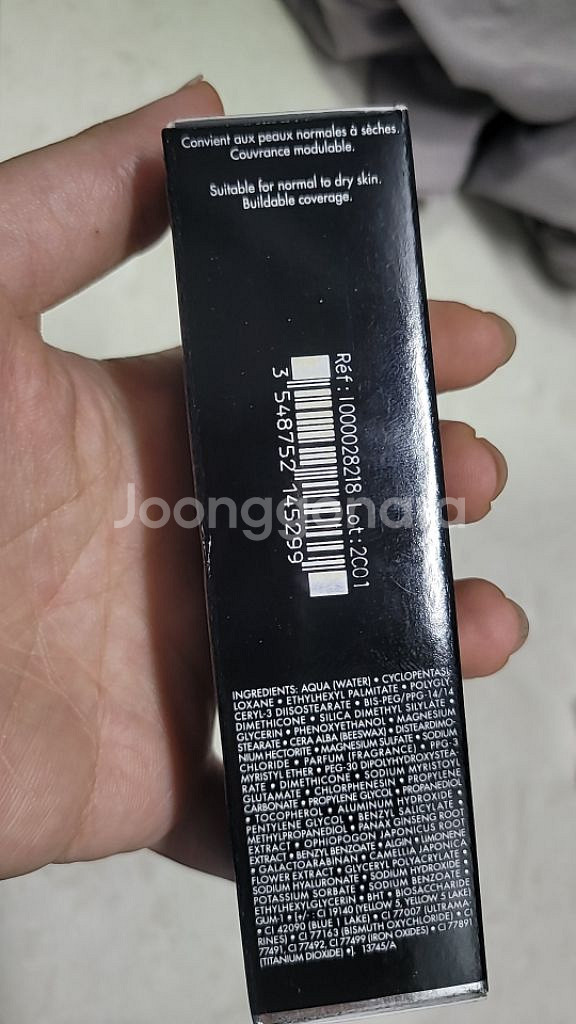 Convient aux peaux normales à sèches.
Couvrance modulable.
Suitable for normal to dry skin.
Buildable coverage.
Réf : 1000028218 Lot : 2C01
3 548752 145299
Joonggonara
INGREDIENTS: AQUA (WATER) • CYCLOPENTASI-
LOXANE • ETHYLHEXYL PALMITATE • POLYGLY-
CERYL-3 DIISOSTEARATE • BIS-PEG/PPG-14/14
DIMETHICONE • SILICA DIMETHYL SILYLATE •
GLYCERIN • PHENOXYETHANOL • MAGNESIUM
STEARATE • CERA ALBA (BEESWAX) • DISTEARDIMO-
NIUM HECTORITE • MAGNESIUM SULFATE • SODIUM
CHLORIDE • PARFUM (FRAGRANCE) • PPG-3
MYRISTYL ETHER • PEG-30 DIPOLYHYDROXYSTEA-
RATE • DIMETHICONE • SODIUM MYRISTOYL
GLUTAMATE • CHLORPHENESIN • PROPYLENE
CARBONATE • PROPYLENE GLYCOL • PROPANEDIOL
• TOCOPHEROL • ALUMINUM HYDROXIDE •
PENTYLENE GLYCOL • BENZYL SALICYLATE •
METHYLPROPANEDIOL • PANAX GINSENG ROOT
EXTRACT • OPHIOPOGON JAPONICUS ROOT
EXTRACT • BENZYL BENZOATE • ALGIN • LIMONENE
• GALACTOARABINAN • CAMELLIA JAPONICA
FLOWER EXTRACT • GLYCERYL POLYACRYLATE •
SODIUM HYALURONATE • SODIUM HYDROXIDE •
POTASSIUM SORBATE • SODIUM BENZOATE •
ETHYLHEXYLGLYCERIN • BHT • BIOSACCHARIDE
GUM-1 • [+/- : CI 19140 (YELLOW 5, YELLOW 5 LAKE)
• CI 42090 (BLUE 1 LAKE) • CI 77007 (ULTRAMA-
RINES) • CI 77163 (BISMUTH OXYCHLORIDE) • CI
77491, CI 77492, CI 77499 (IRON OXIDES) • CI 77891
(TITANIUM DIOXIDE) •]. 13745/A